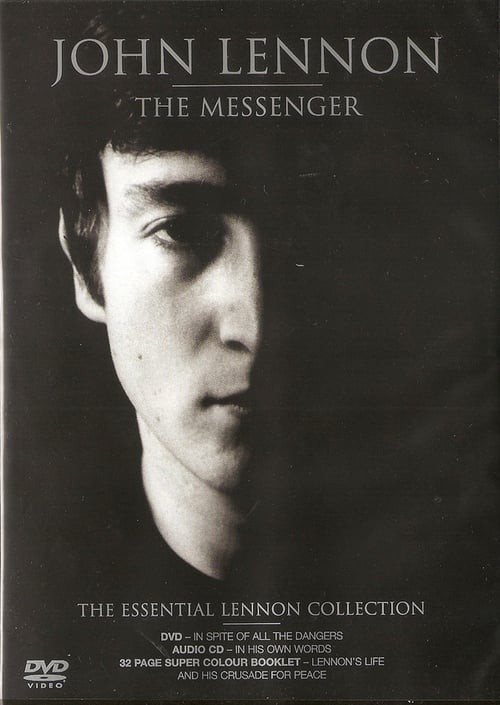 JOHN LENNON
THE MESSENGER
THE ESSENTIAL LENNON COLLECTION
DVD – IN SPITE OF ALL THE DANGERS
AUDIO CD – IN HIS OWN WORDS
32 PAGE SUPER COLOUR BOOKLET – LENNON'S LIFE
AND HIS CRUSADE FOR PEACE
DVD
VIDEO